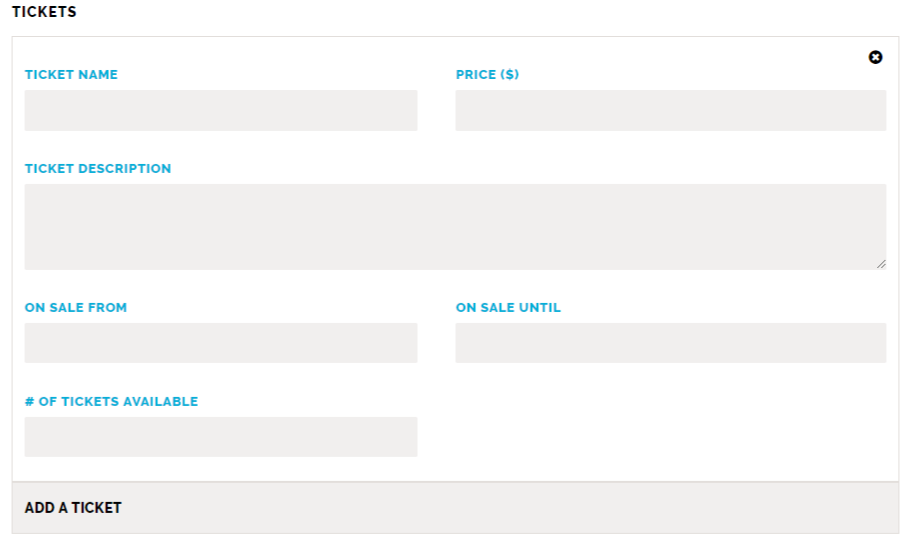 TICKETS
TICKET NAME
PRICE ($)
TICKET DESCRIPTION
ON SALE FROM
ON SALE UNTIL
# OF TICKETS AVAILABLE
ADD A TICKET